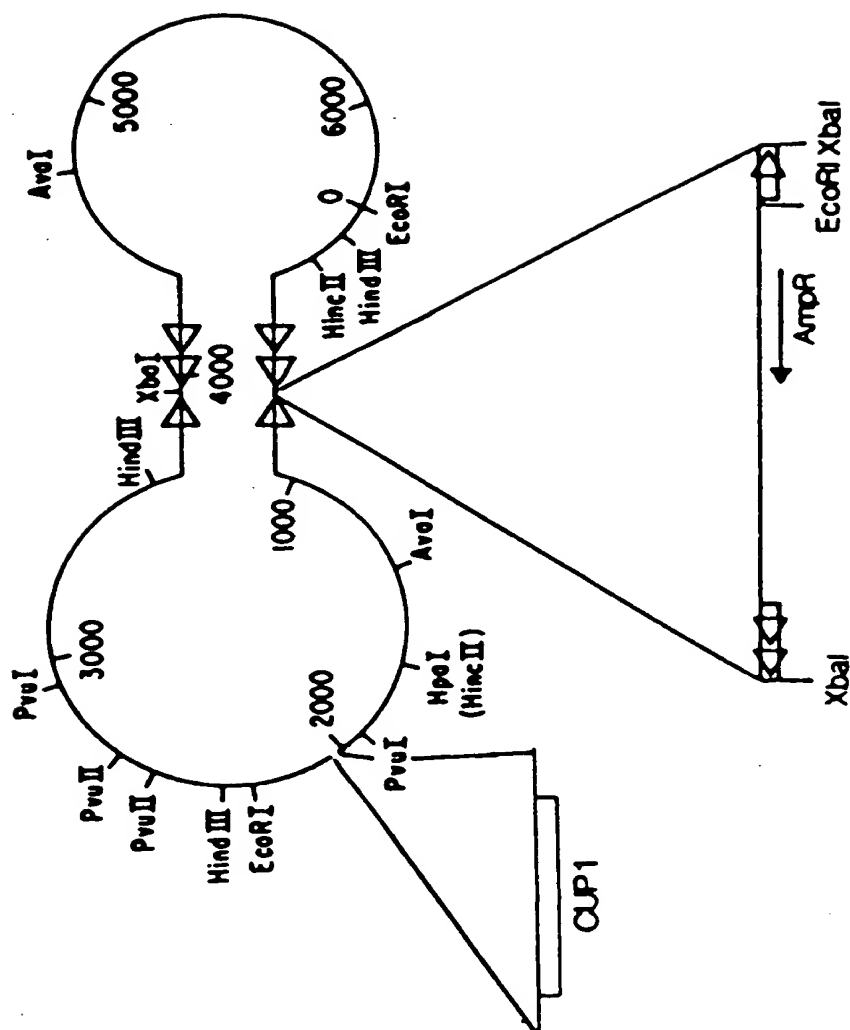 PvuI
AvaI
PvuII
3000
5000
HindIII
PvuII
XbaI
HindIII
4000
EcoRI
1000
2000
HincII
0
6000
HindIII
PvuI
EcoRI
AvaI
HpaI
(HincII)
CUP1
AmpR
XbaI
EcoRI XbaI